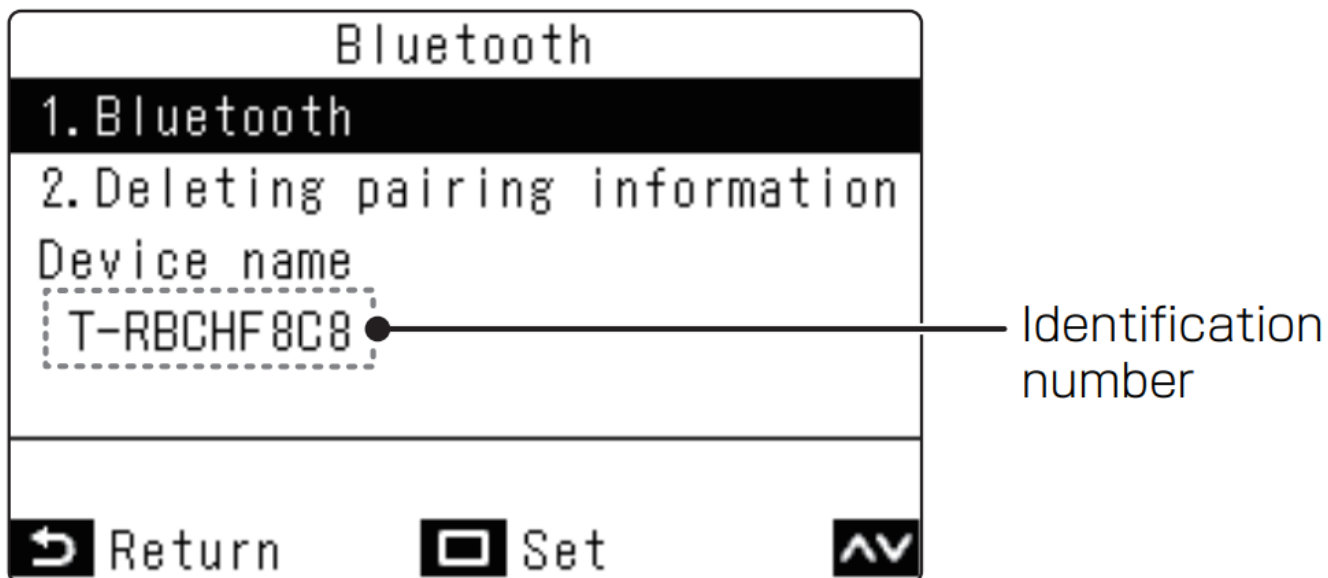 Bluetooth
1.Bluetooth
2.Deleting pairing information
Device name
T-RBCHF8C8
Identification
number
Return Set